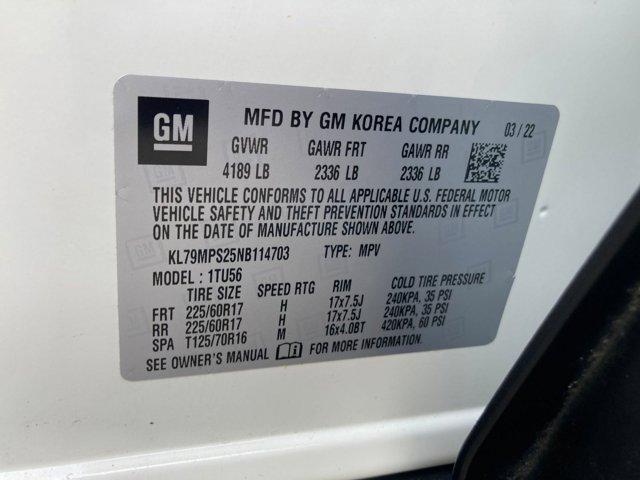 GM
MFD BY GM KOREA COMPANY 03/22
GVWR GAWR FRT GAWR RR
4189 LB 2336 LB 2336 LB
THIS VEHICLE CONFORMS TO ALL APPLICABLE U.S. FEDERAL MOTOR
VEHICLE SAFETY AND THEFT PREVENTION STANDARDS IN EFFECT
ON THE DATE OF MANUFACTURE SHOWN ABOVE.
KL79MPS25NB114703 TYPE: MPV
MODEL : 1TU56
TIRE SIZE SPEED RTG RIM COLD TIRE PRESSURE
FRT 225/60R17 H 17x7.5J 240KPA, 35 PSI
RR 225/60R17 H 17x7.5J 240KPA, 35 PSI
SPA T125/70R16 M 16x4.0BT 420KPA, 60 PSI
SEE OWNER'S MANUAL FOR MORE INFORMATION.